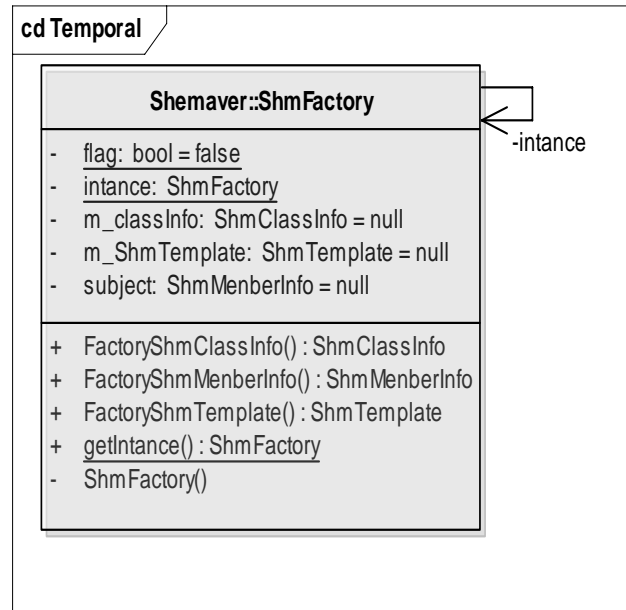 cd Temporal
Shemaver::ShmFactory
-intance
- flag: bool = false
- intance: ShmFactory
- m_classInfo: ShmClassInfo = null
- m_ShmTemplate: ShmTemplate = null
- subject: ShmMenberInfo = null
+ FactoryShmClassInfo() : ShmClassInfo
+ FactoryShmMenberInfo() : ShmMenberInfo
+ FactoryShmTemplate() : ShmTemplate
+ getIntance() : ShmFactory
- ShmFactory()